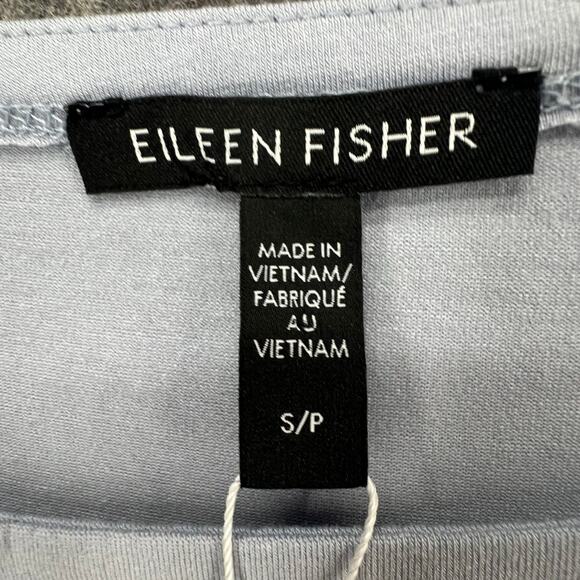 EILEEN FISHER
MADE IN
VIETNAM/
FABRIQUÉ
AU
VIETNAM
S/P